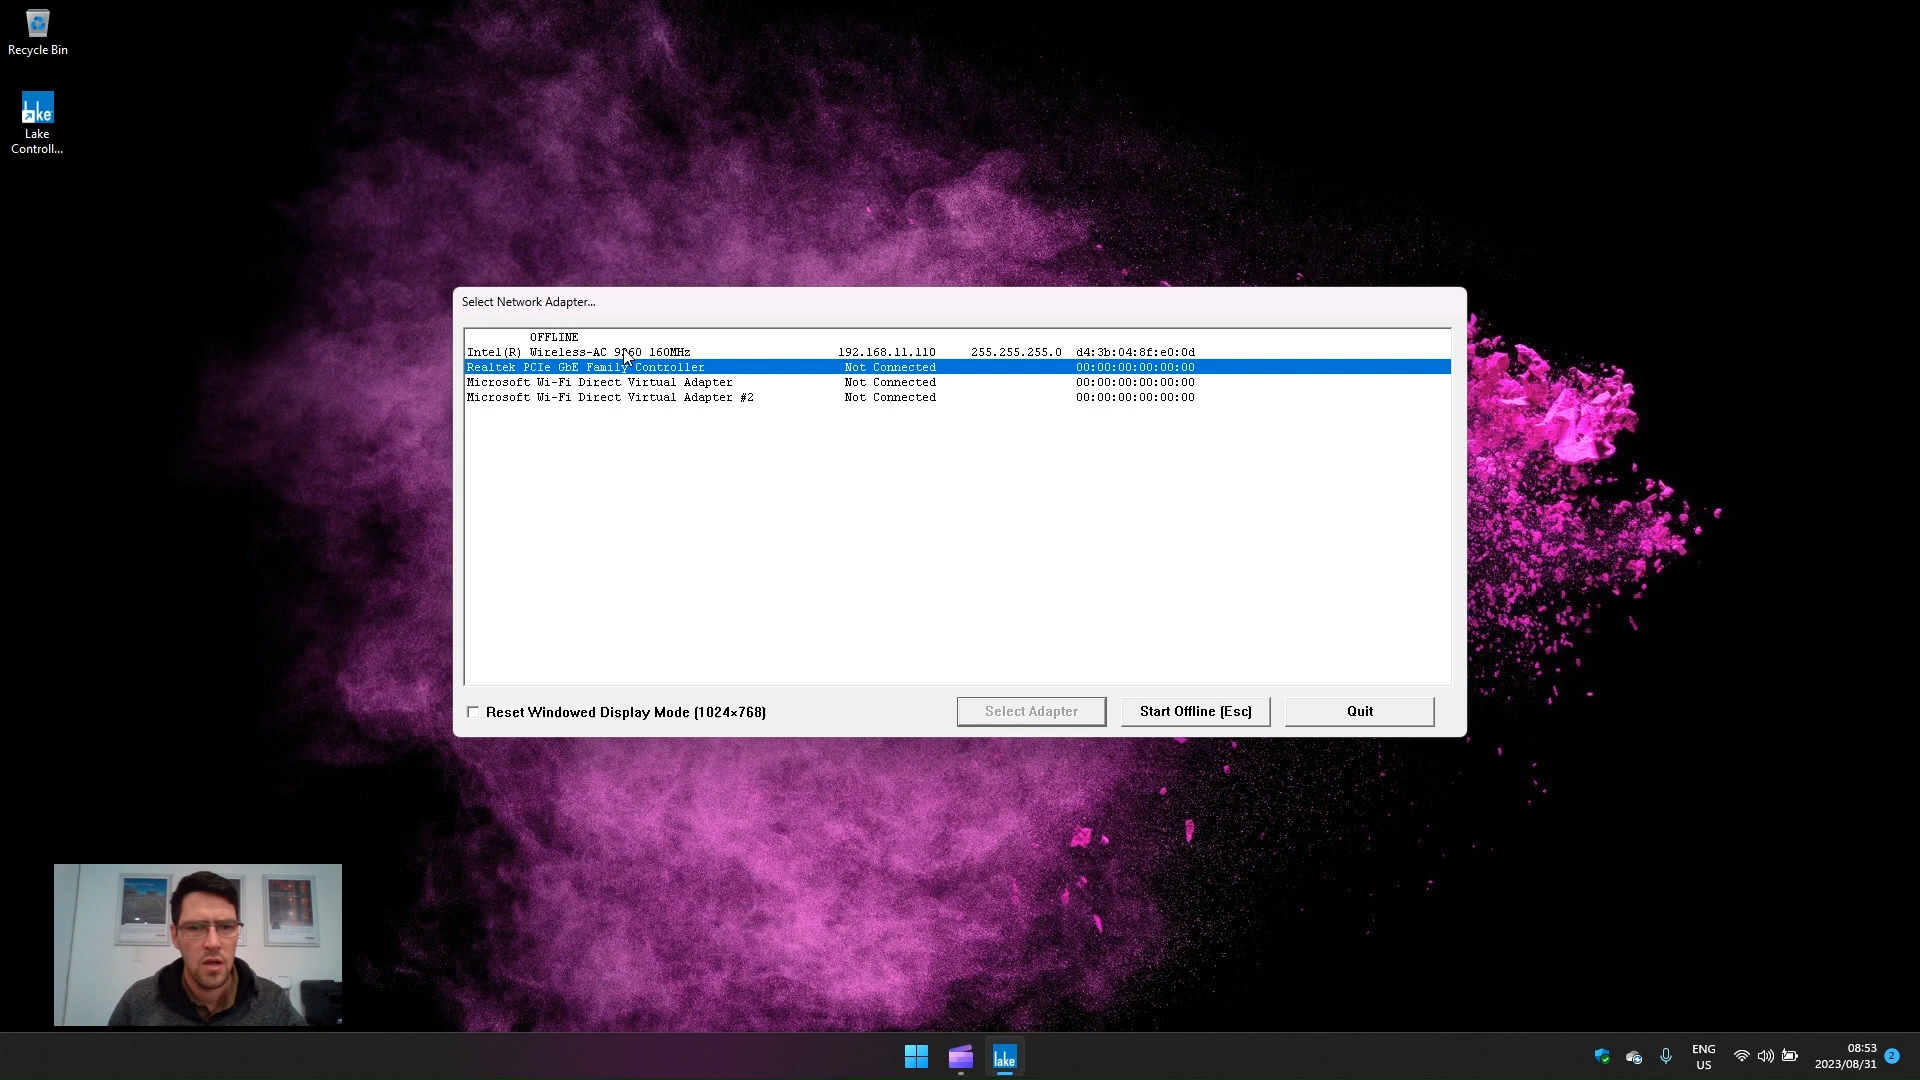 Recycle Bin
lake
Lake
Controll...
Select Network Adapter...
OFFLINE
Intel(R) Wireless-AC 9260 160MHz 192.168.11.110 255.255.255.0 d4:3b:04:8f:e0:0d
Realtek PCIe GbE Family Controller Not Connected 00:00:00:00:00:00
Microsoft Wi-Fi Direct Virtual Adapter Not Connected 00:00:00:00:00:00
Microsoft Wi-Fi Direct Virtual Adapter #2 Not Connected 00:00:00:00:00:00
Reset Windowed Display Mode (1024×768) Select Adapter Start Offline (Esc) Quit
lake
ENG
US
08:53
2023/08/31
2